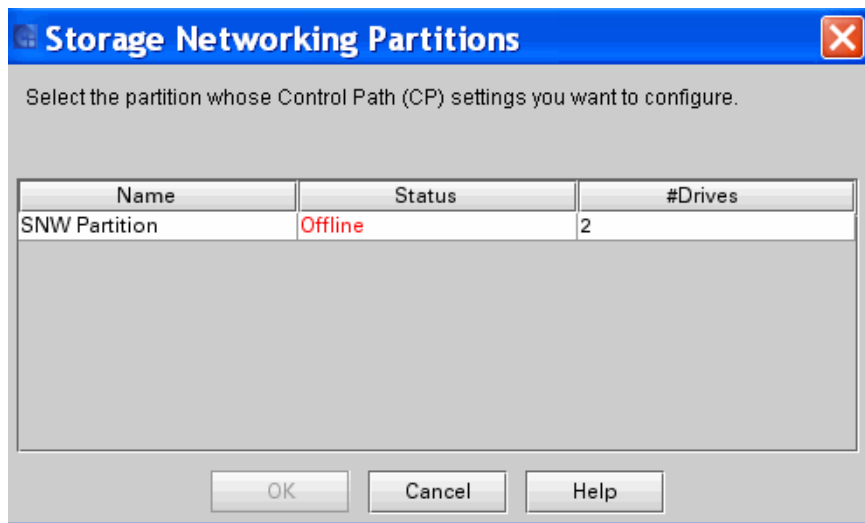 Storage Networking Partitions
Select the partition whose Control Path (CP) settings you want to configure.
Name Status #Drives
SNW Partition Offline 2
OK Cancel Help